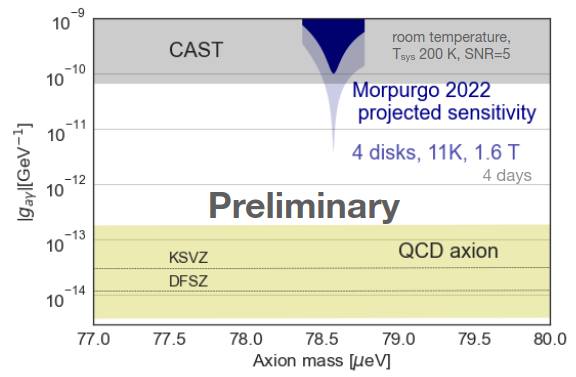 10⁻⁹
CAST
room temperature,
T_sys 200 K, SNR=5
10⁻¹⁰
Morpurgo 2022
projected sensitivity
10⁻¹¹
4 disks, 11K, 1.6 T
4 days
10⁻¹²
|g_aγ|[GeV⁻¹]
Preliminary
10⁻¹³
QCD axion
KSVZ
DFSZ
10⁻¹⁴
77.0 77.5 78.0 78.5 79.0 79.5 80.0
Axion mass [μeV]